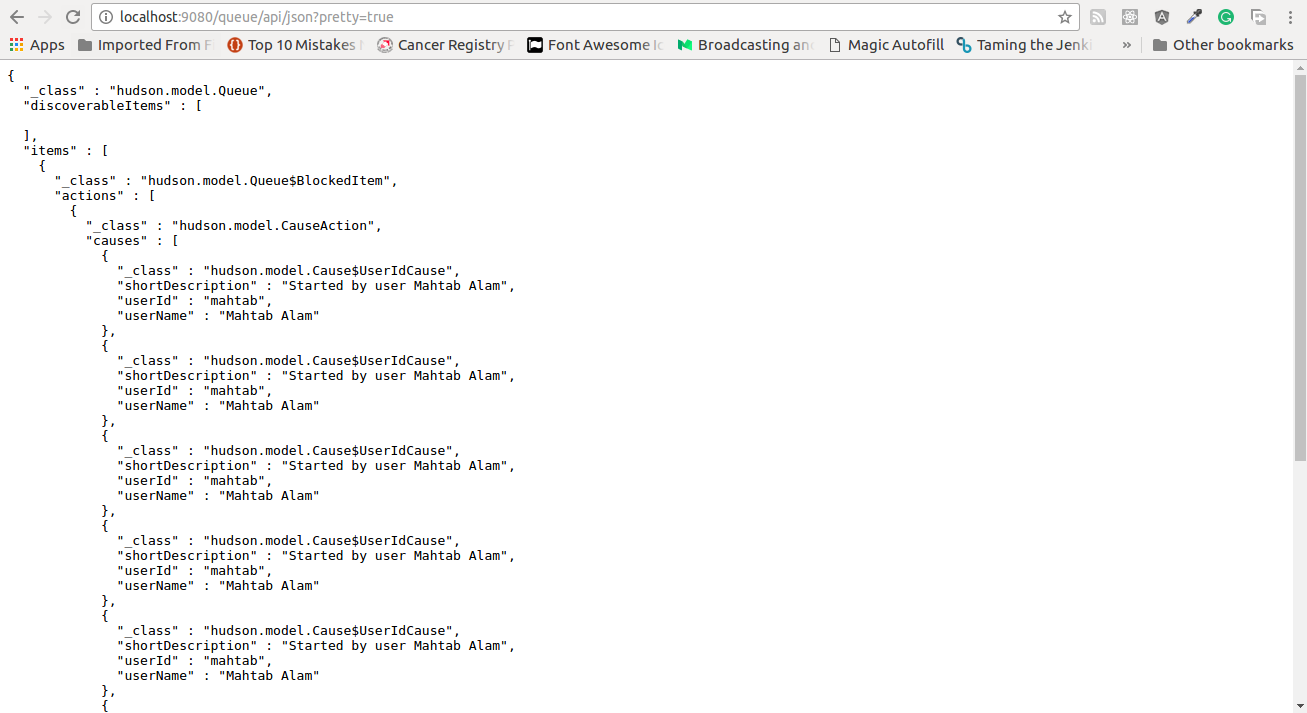 localhost:9080/queue/api/json?pretty=true
Apps Imported From F Top 10 Mistakes Cancer Registry Font Awesome Broadcasting an Magic Autofill Taming the Jenk » Other bookmarks
{
"_class" : "hudson.model.Queue",
"discoverableItems" : [
],
"items" : [
{
"_class" : "hudson.model.Queue$BlockedItem",
"actions" : [
{
"_class" : "hudson.model.CauseAction",
"causes" : [
{
"_class" : "hudson.model.Cause$UserIdCause",
"shortDescription" : "Started by user Mahtab Alam",
"userId" : "mahtab",
"userName" : "Mahtab Alam"
},
{
"_class" : "hudson.model.Cause$UserIdCause",
"shortDescription" : "Started by user Mahtab Alam",
"userId" : "mahtab",
"userName" : "Mahtab Alam"
},
{
"_class" : "hudson.model.Cause$UserIdCause",
"shortDescription" : "Started by user Mahtab Alam",
"userId" : "mahtab",
"userName" : "Mahtab Alam"
},
{
"_class" : "hudson.model.Cause$UserIdCause",
"shortDescription" : "Started by user Mahtab Alam",
"userId" : "mahtab",
"userName" : "Mahtab Alam"
},
{
"_class" : "hudson.model.Cause$UserIdCause",
"shortDescription" : "Started by user Mahtab Alam",
"userId" : "mahtab",
"userName" : "Mahtab Alam"
},
{